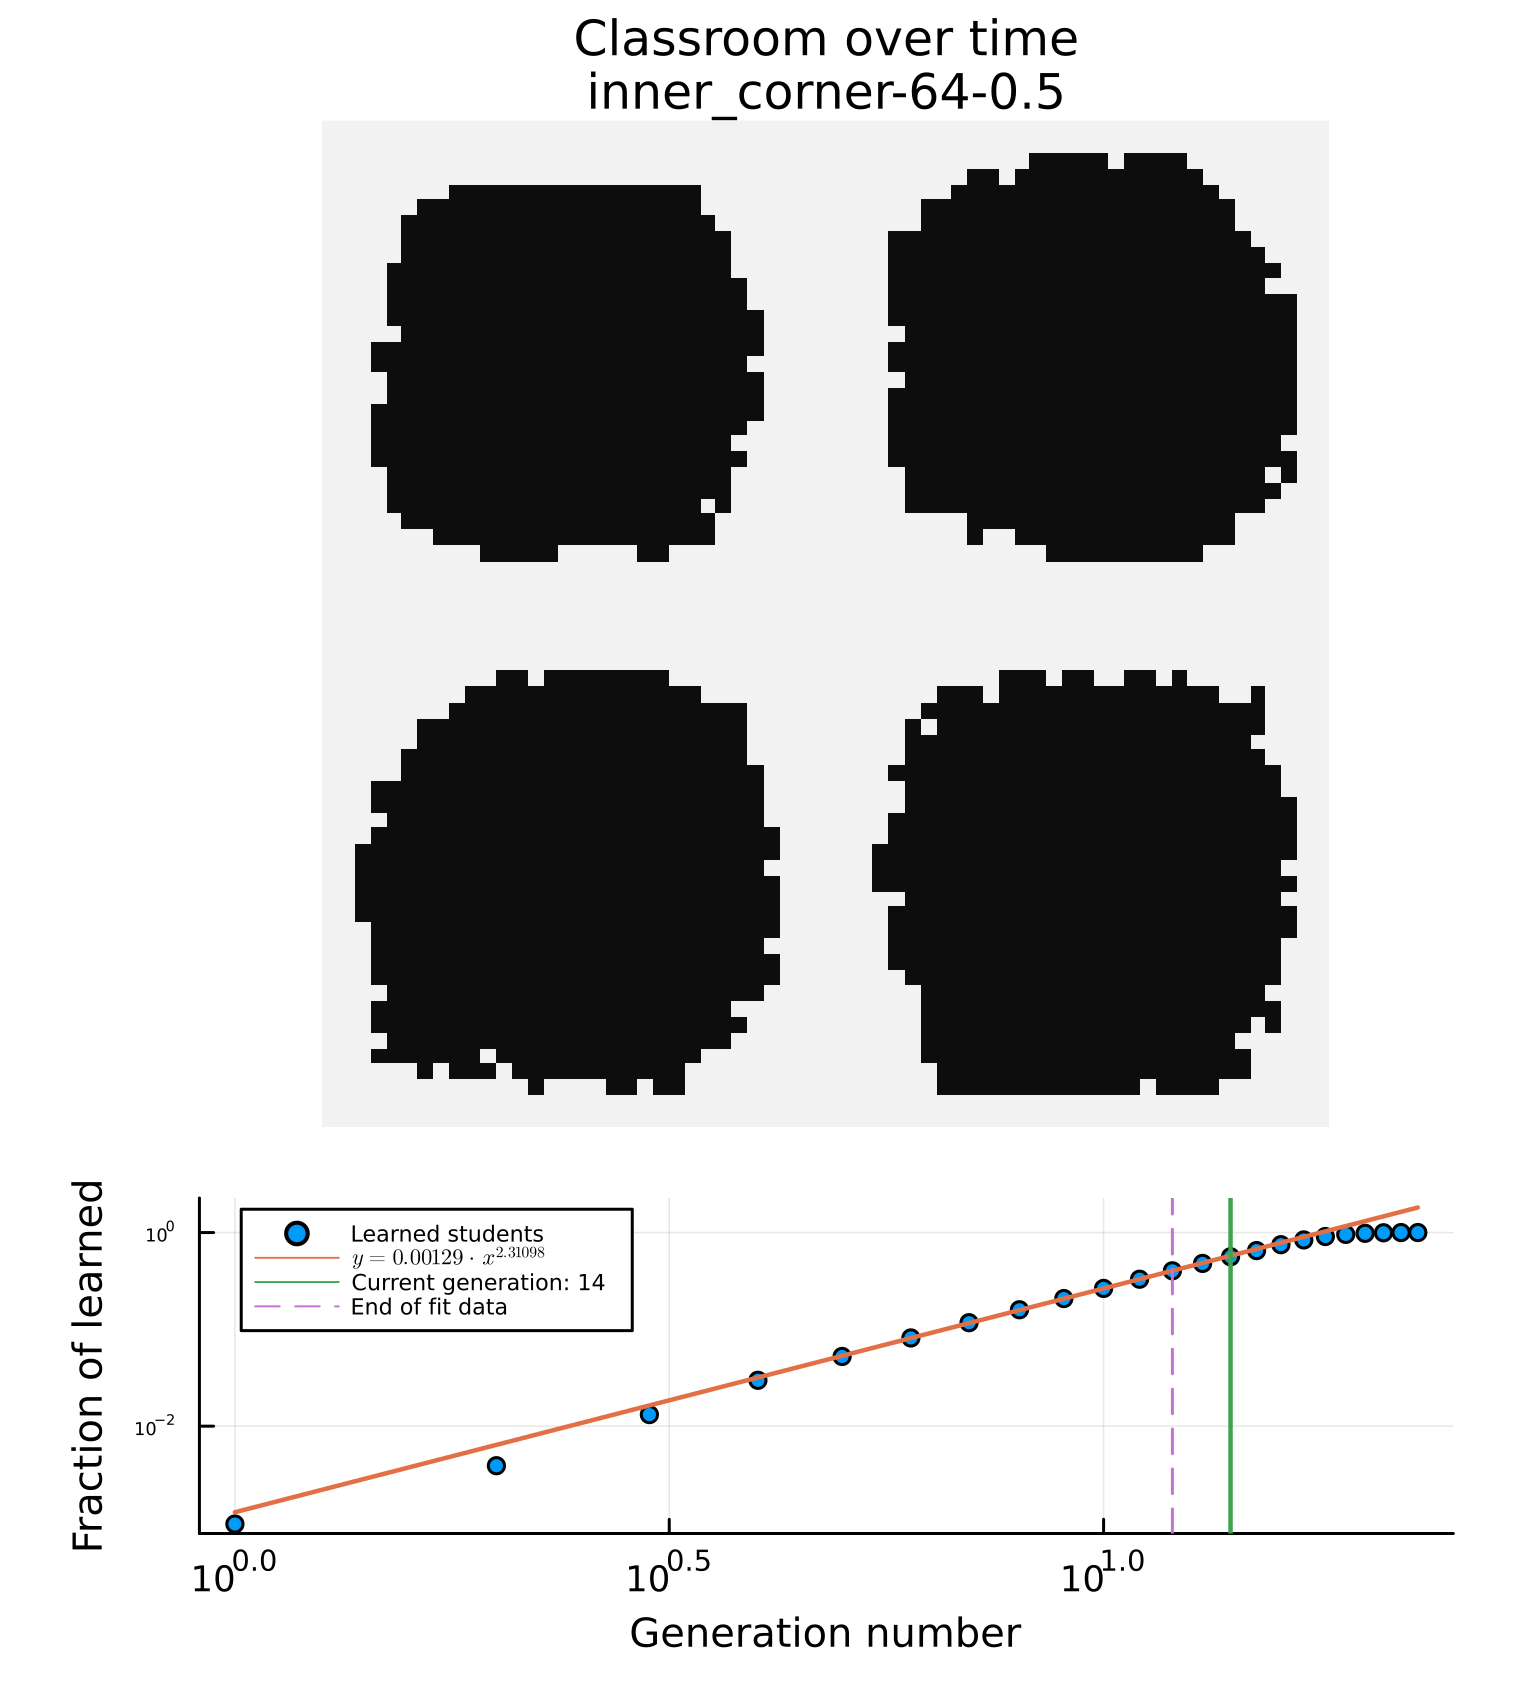 Classroom over time
inner_corner-64-0.5
Fraction of learned
10^0
10^−2
Learned students
y = 0.00129 · x^2.31098
Current generation: 14
End of fit data
10^0.0
10^0.5
10^1.0
Generation number